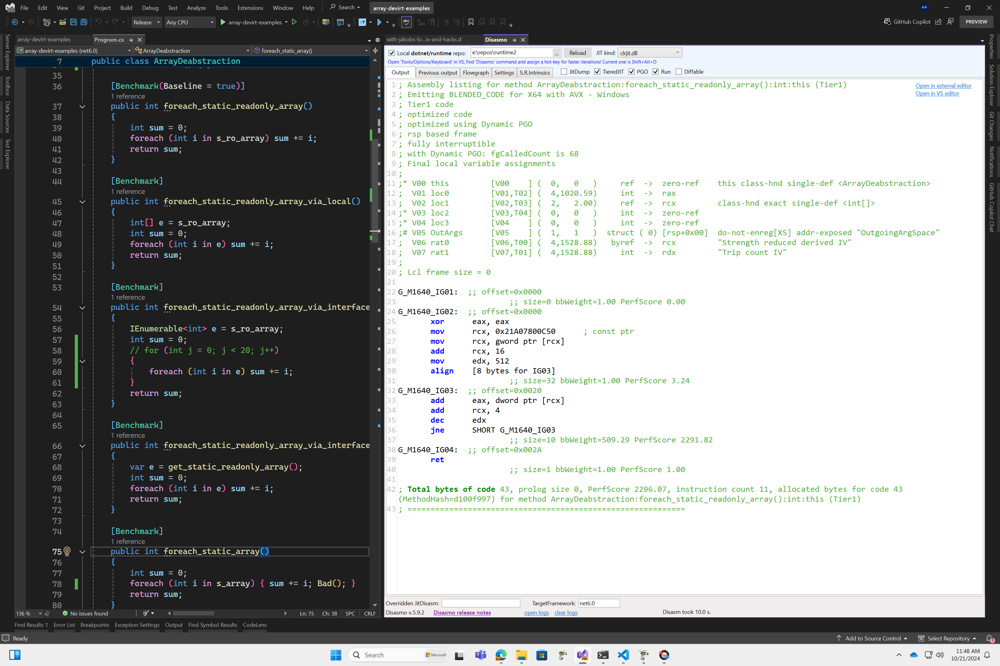 File Edit View Git Project Build Debug Test Analyze Tools Extensions Window Help Search array-devirt-examples AA
Release Any CPU array-devirt-examples GitHub Copilot PREVIEW
array-devirt-examples Program.cs
array-devirt-examples (net6.0) ArrayDeabstraction foreach_static_array()
7 public class ArrayDeabstraction
35
36 [Benchmark(Baseline = true)]
1 reference
37 public int foreach_static_readonly_array()
38 {
39 int sum = 0;
40 foreach (int i in s_ro_array) sum += i;
41 return sum;
42 }
43
44 [Benchmark]
1 reference
45 public int foreach_static_readonly_array_via_local()
46 {
47 int[] e = s_ro_array;
48 int sum = 0;
49 foreach (int i in e) sum += i;
50 return sum;
51 }
52
53 [Benchmark]
1 reference
54 public int foreach_static_readonly_array_via_interface
55 {
56 IEnumerable<int> e = s_ro_array;
57 int sum = 0;
58 // for (int j = 0; j < 20; j++)
59 {
60 foreach (int i in e) sum += i;
61 }
62 return sum;
63 }
64
65 [Benchmark]
1 reference
66 public int foreach_static_readonly_array_via_interface
67 {
68 var e = get_static_readonly_array();
69 int sum = 0;
70 foreach (int i in e) sum += i;
71 return sum;
72 }
73
74 [Benchmark]
1 reference
75 public int foreach_static_array()
76 {
77 int sum = 0;
78 foreach (int i in s_array) { sum += i; Bad(); }
79 return sum;
80 }
136 % No issues found Ln: 75 Ch: 38 SPC CRLF
Server Explorer
Toolbox
Data Sources
Test Explorer
with-jakobs-lo...ix-and-hacks.d Disasmo
Local dotnet/runtime repo: e:\repos\runtime2 ... Reload JIT kind: clrjit.dll
Open 'Tools/Options/Keyboard' in VS, find 'Disasmo' command and assign a hot-key for faster iterations! Current one is Shift+Alt+D
Output Previous output Flowgraph Settings S.R.Intrinsics JitDump TieredJIT PGO Run Diffable
Open in external editor
Open in VS editor
1 ; Assembly listing for method ArrayDeabstraction:foreach_static_readonly_array():int:this (Tier1)
2 ; Emitting BLENDED_CODE for X64 with AVX - Windows
3 ; Tier1 code
4 ; optimized code
5 ; optimized using Dynamic PGO
6 ; rsp based frame
7 ; fully interruptible
8 ; with Dynamic PGO: fgCalledCount is 68
9 ; Final local variable assignments
10 ;
11 ;* V00 this [V00 ] ( 0, 0 ) ref -> zero-ref this class-hnd single-def <ArrayDeabstraction>
12 ; V01 loc0 [V01,T02] ( 4,1020.59) int -> rax
13 ; V02 loc1 [V02,T03] ( 2, 2.00) ref -> rcx class-hnd exact single-def <int[]>
14 ;* V03 loc2 [V03,T04] ( 0, 0 ) int -> zero-ref
15 ;* V04 loc3 [V04 ] ( 0, 0 ) int -> zero-ref
16 ;# V05 OutArgs [V05 ] ( 1, 1 ) struct ( 0) [rsp+0x00] do-not-enreg[XS] addr-exposed "OutgoingArgSpace"
17 ; V06 rat0 [V06,T00] ( 4,1528.88) byref -> rcx "Strength reduced derived IV"
18 ; V07 rat1 [V07,T01] ( 4,1528.88) int -> rdx "Trip count IV"
19 ;
20 ; Lcl frame size = 0
21
22 G_M1640_IG01: ;; offset=0x0000
23 ;; size=0 bbWeight=1.00 PerfScore 0.00
24 G_M1640_IG02: ;; offset=0x0000
25 xor eax, eax
26 mov rcx, 0x21A07800C50 ; const ptr
27 mov rcx, gword ptr [rcx]
28 add rcx, 16
29 mov edx, 512
30 align [8 bytes for IG03]
31 ;; size=32 bbWeight=1.00 PerfScore 3.24
32 G_M1640_IG03: ;; offset=0x0020
33 add eax, dword ptr [rcx]
34 add rcx, 4
35 dec edx
36 jne SHORT G_M1640_IG03
37 ;; size=10 bbWeight=509.29 PerfScore 2291.82
38 G_M1640_IG04: ;; offset=0x002A
39 ret
40 ;; size=1 bbWeight=1.00 PerfScore 1.00
41
42 ; Total bytes of code 43, prolog size 0, PerfScore 2296.07, instruction count 11, allocated bytes for code 43
(MethodHash=d100f997) for method ArrayDeabstraction:foreach_static_readonly_array():int:this (Tier1)
43 ; ============================================================
Overridden JitDisasm: TargetFramework: net6.0
Disasmo v.5.9.2 Disasmo release notes open logs clear logs Disasm took 10.0 s.
Properties
Solution Explorer
Git Changes
Notifications
GitHub Copilot Chat
Find Results 1 Error List Breakpoints Exception Settings Output Find Symbol Results CodeLens
Ready Add to Source Control Select Repository 1
Search Microsoft PRE 11:48 AM
10/21/2024